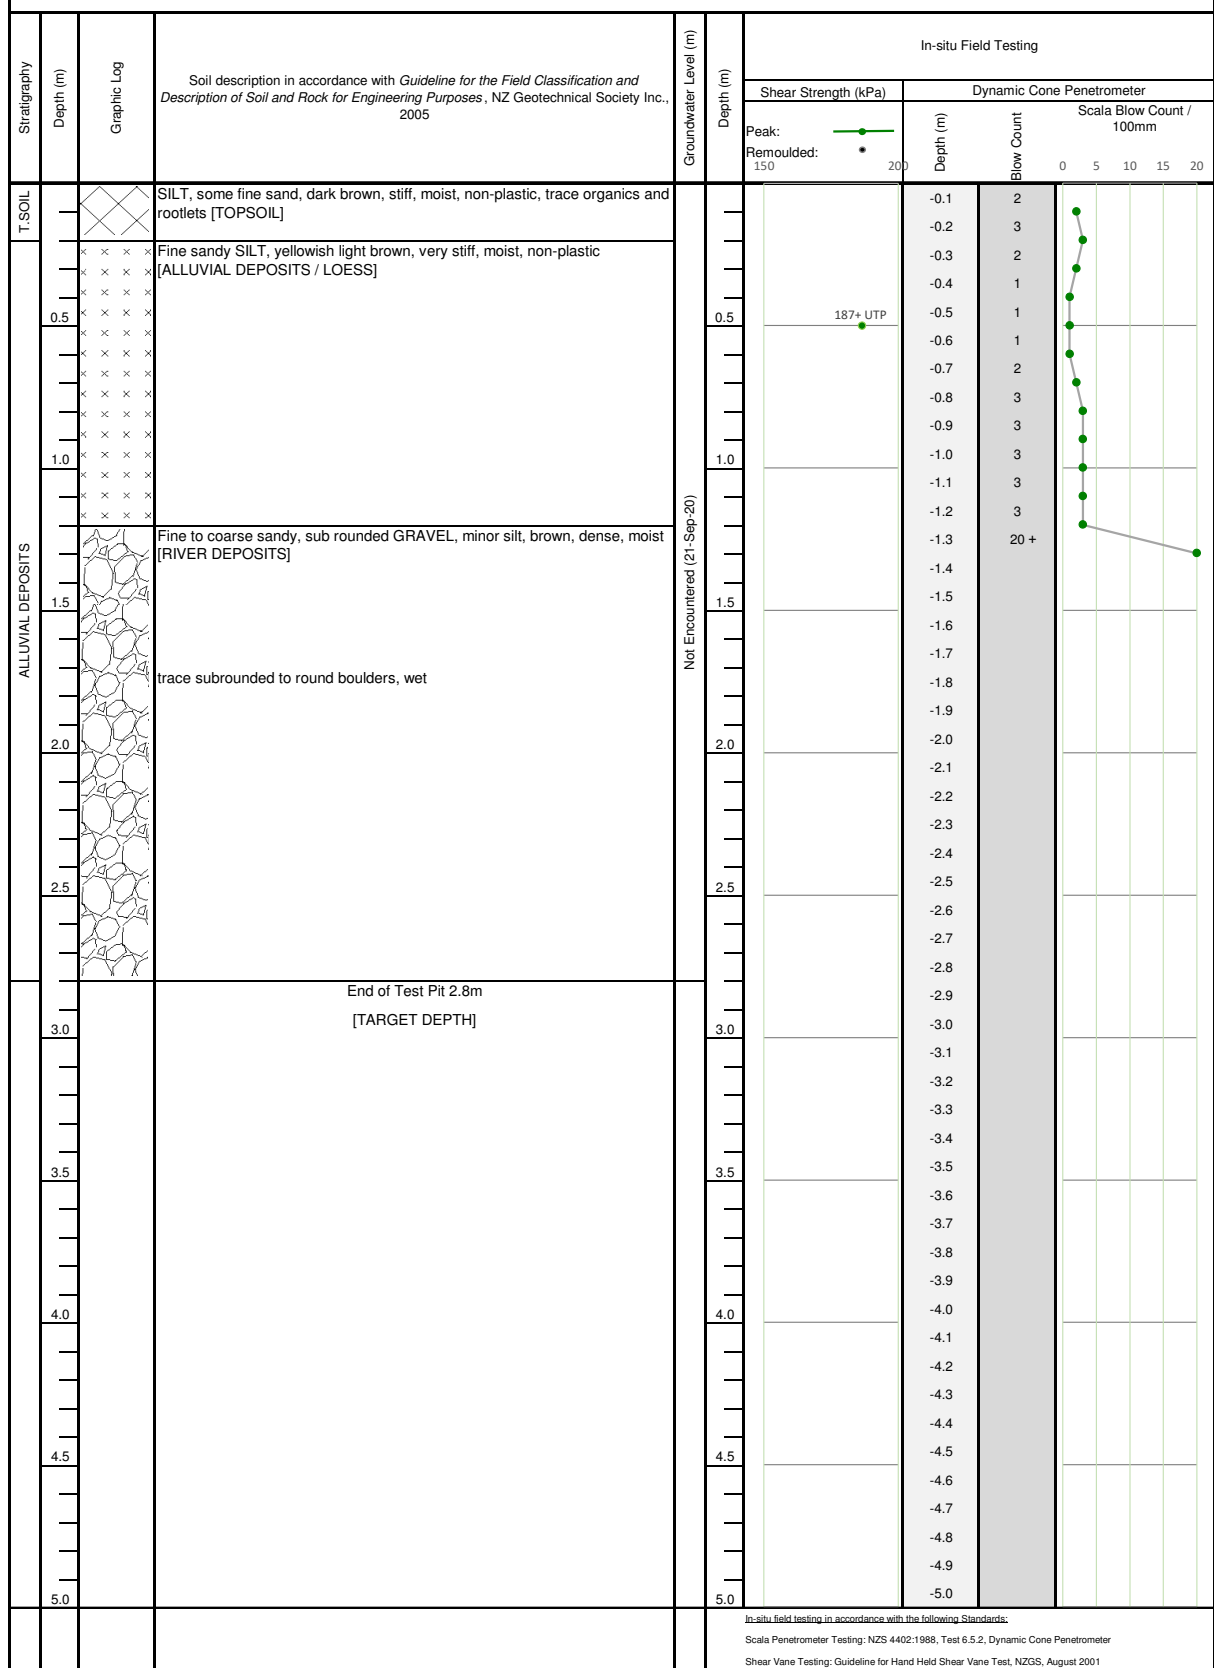 Stratigraphy
Depth (m)
Graphic Log
Soil description in accordance with Guideline for the Field Classification and
Description of Soil and Rock for Engineering Purposes, NZ Geotechnical Society Inc.,
2005
Groundwater Level (m)
Depth (m)
In-situ Field Testing
Shear Strength (kPa)
Peak:
Remoulded:
150 200
Dynamic Cone Penetrometer
Depth (m)
Blow Count
Scala Blow Count /
100mm
0 5 10 15 20
T.SOIL
SILT, some fine sand, dark brown, stiff, moist, non-plastic, trace organics and
rootlets [TOPSOIL]
Fine sandy SILT, yellowish light brown, very stiff, moist, non-plastic
[ALLUVIAL DEPOSITS / LOESS]
ALLUVIAL DEPOSITS
Fine to coarse sandy, sub rounded GRAVEL, minor silt, brown, dense, moist
[RIVER DEPOSITS]
trace subrounded to round boulders, wet
End of Test Pit 2.8m
[TARGET DEPTH]
0.5
1.0
1.5
2.0
2.5
3.0
3.5
4.0
4.5
5.0
Not Encountered (21-Sep-20)
0.5
1.0
1.5
2.0
2.5
3.0
3.5
4.0
4.5
5.0
187+ UTP
-0.1 2
-0.2 3
-0.3 2
-0.4 1
-0.5 1
-0.6 1
-0.7 2
-0.8 3
-0.9 3
-1.0 3
-1.1 3
-1.2 3
-1.3 20 +
-1.4
-1.5
-1.6
-1.7
-1.8
-1.9
-2.0
-2.1
-2.2
-2.3
-2.4
-2.5
-2.6
-2.7
-2.8
-2.9
-3.0
-3.1
-3.2
-3.3
-3.4
-3.5
-3.6
-3.7
-3.8
-3.9
-4.0
-4.1
-4.2
-4.3
-4.4
-4.5
-4.6
-4.7
-4.8
-4.9
-5.0
In-situ field testing in accordance with the following Standards:
Scala Penetrometer Testing: NZS 4402:1988, Test 6.5.2, Dynamic Cone Penetrometer
Shear Vane Testing: Guideline for Hand Held Shear Vane Test, NZGS, August 2001